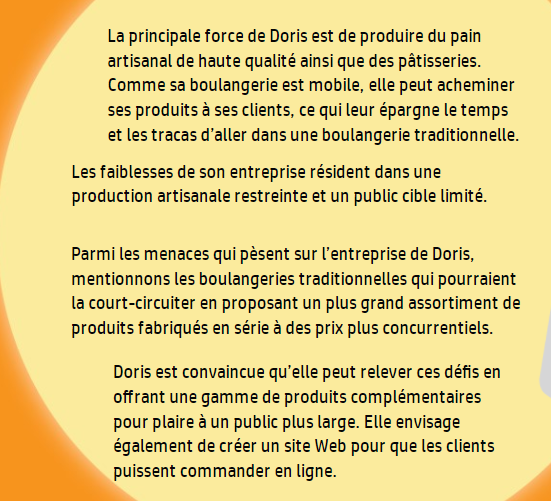 La principale force de Doris est de produire du pain
artisanal de haute qualité ainsi que des pâtisseries.
Comme sa boulangerie est mobile, elle peut acheminer
ses produits à ses clients, ce qui leur épargne le temps
et les tracas d'aller dans une boulangerie traditionnelle.
Les faiblesses de son entreprise résident dans une
production artisanale restreinte et un public cible limité.
Parmi les menaces qui pèsent sur l'entreprise de Doris,
mentionnons les boulangeries traditionnelles qui pourraient
la court-circuiter en proposant un plus grand assortiment de
produits fabriqués en série à des prix plus concurrentiels.
Doris est convaincue qu'elle peut relever ces défis en
offrant une gamme de produits complémentaires
pour plaire à un public plus large. Elle envisage
également de créer un site Web pour que les clients
puissent commander en ligne.